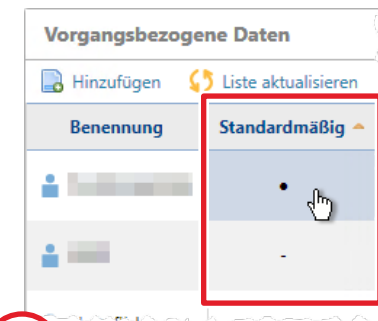 Vorgangsbezogene Daten
Hinzufügen Liste aktualisieren
Benennung Standardmäßig
•
-